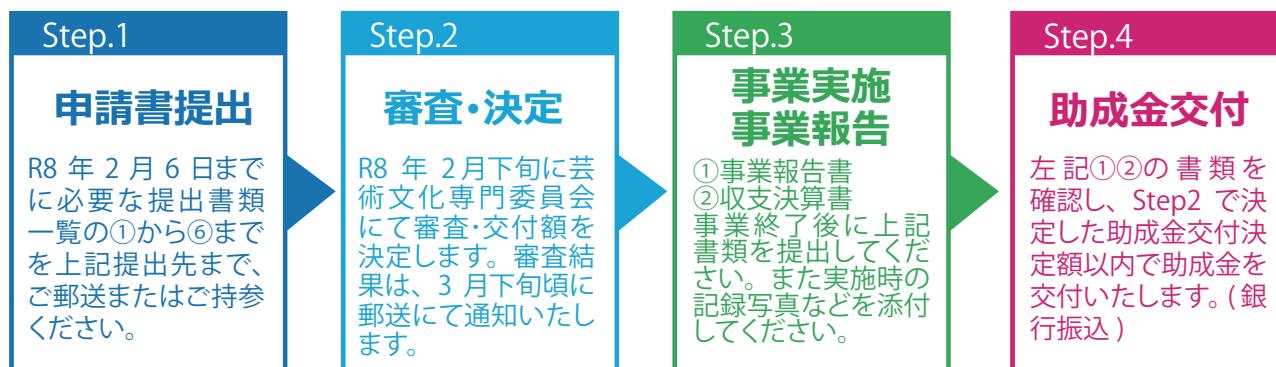 Step.1
申請書提出
R8 年 2 月 6 日まで
に必要な提出書類
一覧の①から⑥まで
を上記提出先まで、
ご郵送またはご持参
ください。
Step.2
審査・決定
R8 年 2月下旬に芸
術文化専門委員会
にて審査・交付額を
決定します。審査結
果は、3 月下旬頃に
郵送にて通知いたし
ます。
Step.3
事業実施
事業報告
①事業報告書
②収支決算書
事業終了後に上記
書類を提出してくだ
さい。また実施時の
記録写真などを添付
してください。
Step.4
助成金交付
左記①②の書類を
確認し、Step2 で決
定した助成金交付決
定額以内で助成金を
交付いたします。( 銀
行振込 )